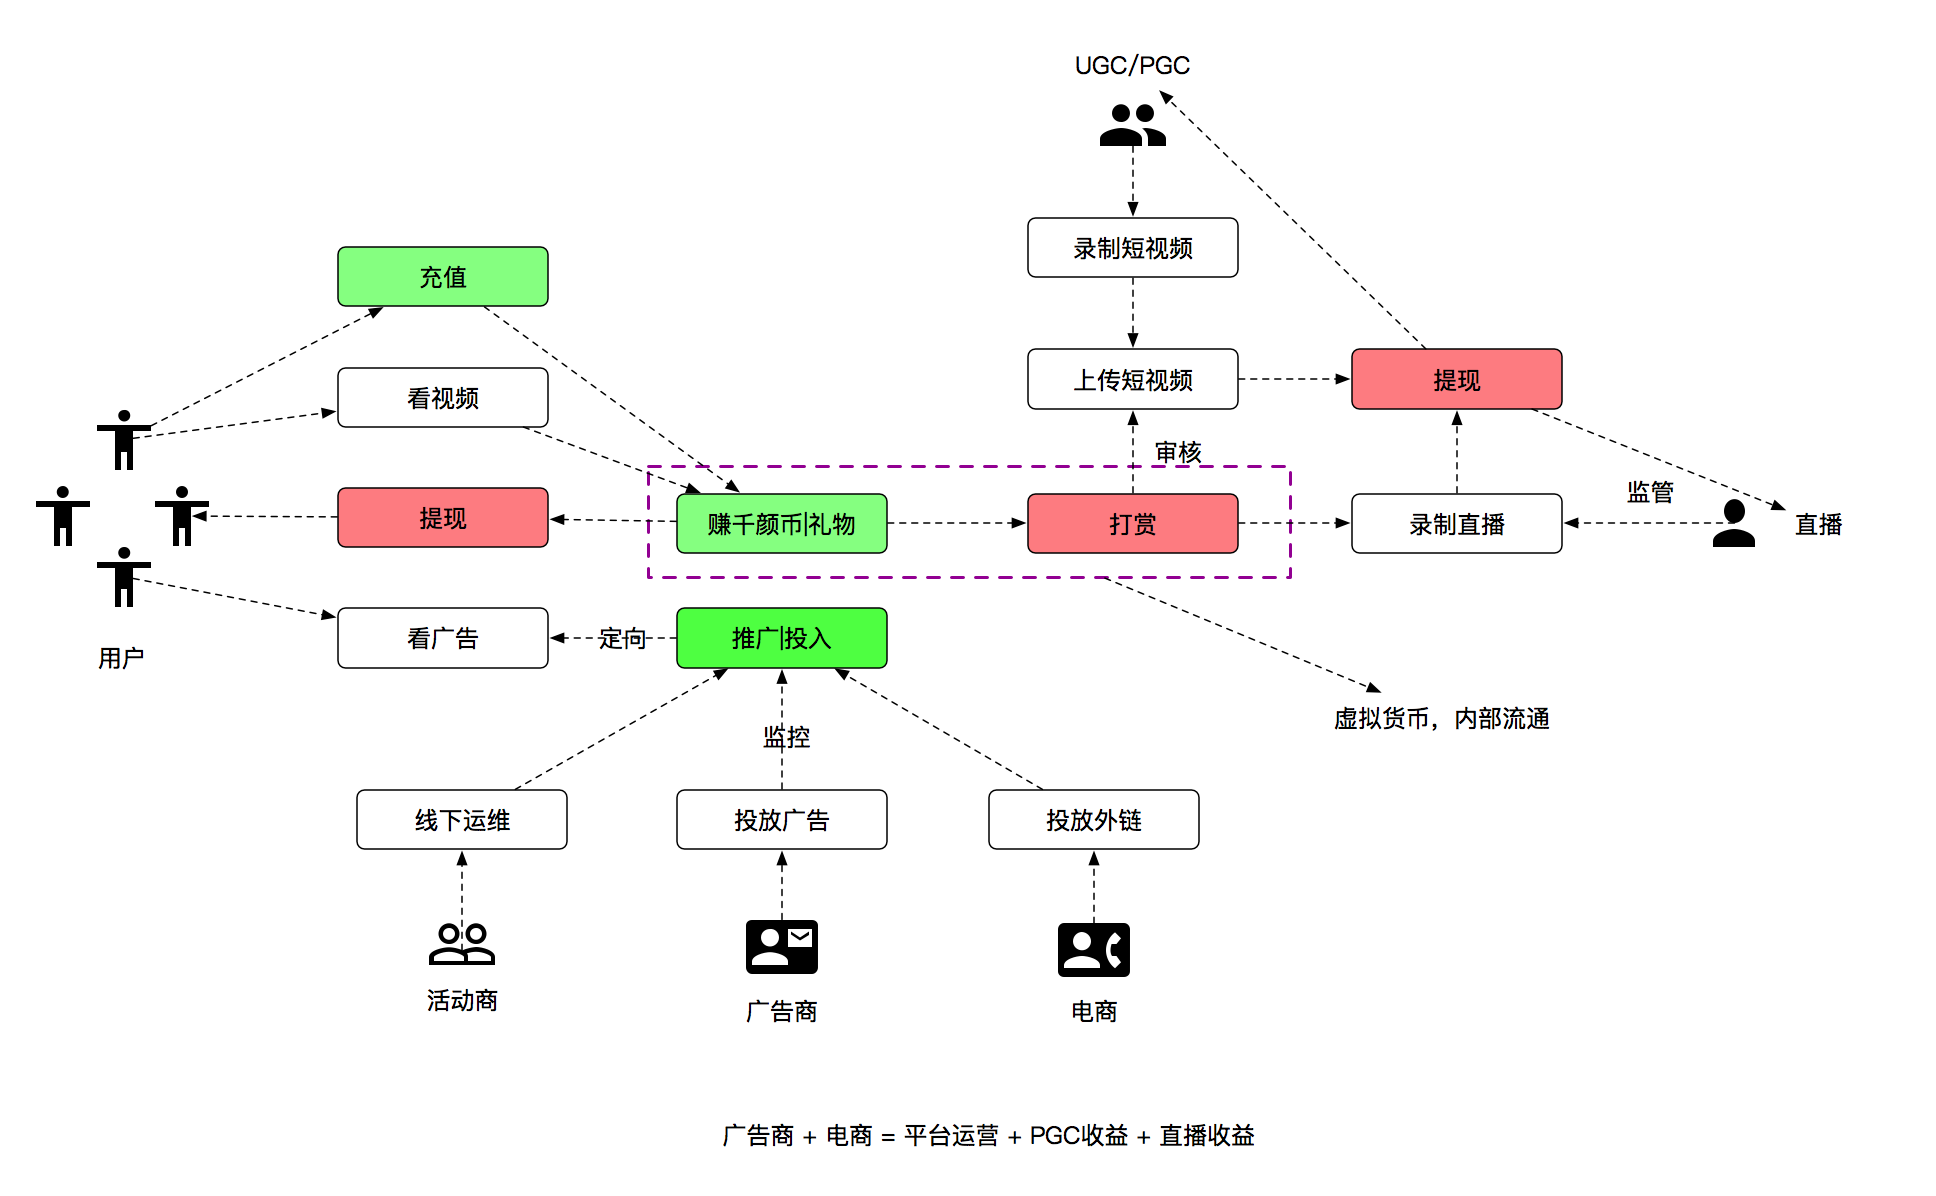 UGC/PGC
录制短视频
充值
上传短视频
提现
看视频
审核
监管
提现
赚千颜币|礼物
打赏
录制直播
直播
用户
看广告
定向
推广|投入
虚拟货币，内部流通
监控
线下运维
投放广告
投放外链
活动商
广告商
电商
广告商 + 电商 = 平台运营 + PGC收益 + 直播收益